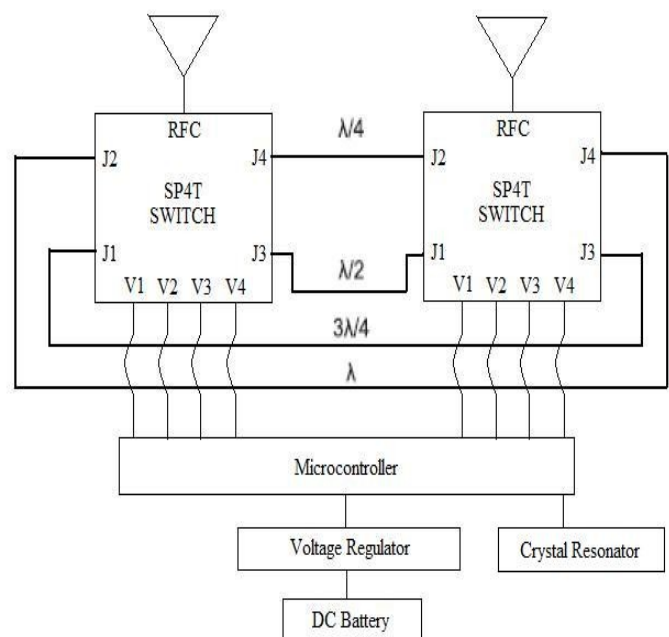 RFC
J2
J4
SP4T
SWITCH
J1
J3
V1 V2 V3 V4
λ/4
λ/2
3λ/4
λ
RFC
J2
J4
SP4T
SWITCH
J1
J3
V1 V2 V3 V4
Microcontroller
Voltage Regulator
Crystal Resonator
DC Battery